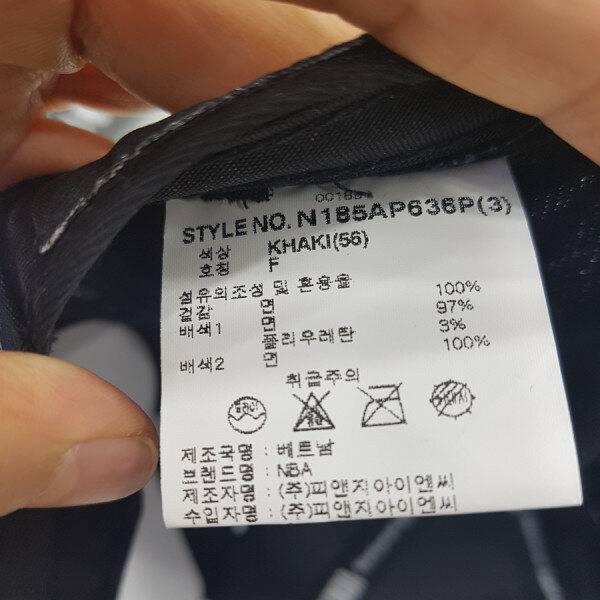 STYLE NO. N185AP636P(3)
색상 KHAKI(56)
호칭 F
섬유의조성 및 혼용율
겉감 면 100%
배색1 면 97%
폴리우레탄 3%
배색2 면 100%
취급주의
제조국명 : 베트남
브랜드명 : NBA
제조자명 : (주)피앤지아이엔씨
수입자명 : (주)피앤지아이엔씨